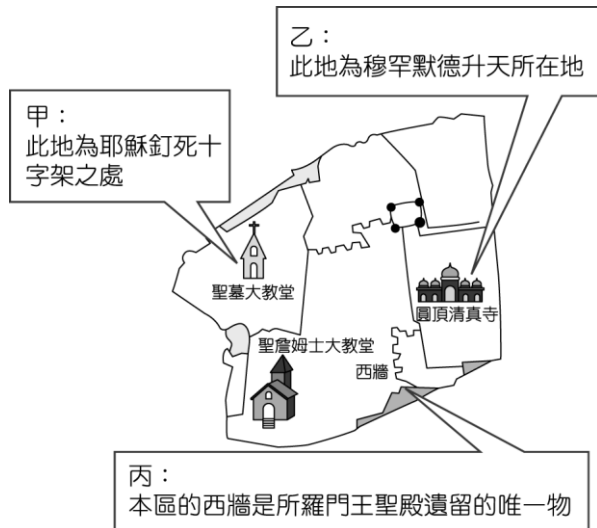 乙：
此地為穆罕默德升天所在地
甲：
此地為耶穌釘死十
字架之處
聖墓大教堂
圓頂清真寺
聖詹姆士大教堂
西牆
丙：
本區的西牆是所羅門王聖殿遺留的唯一物